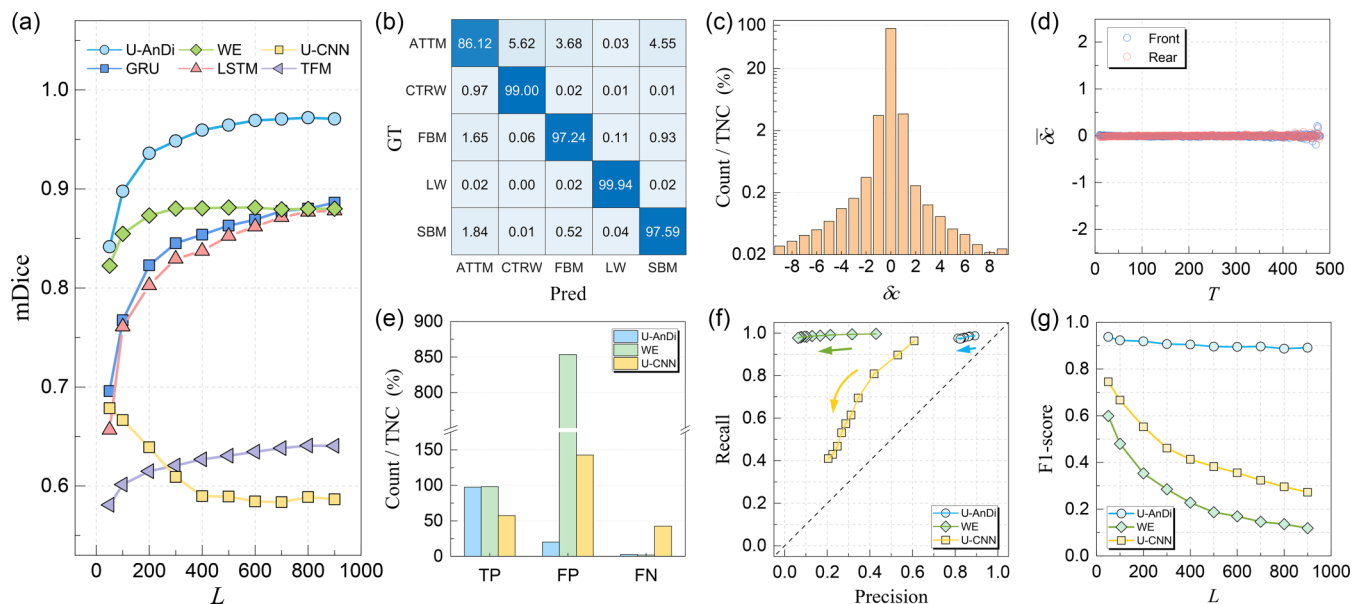 (a)
U-AnDi WE U-CNN
GRU LSTM TFM
mDice
1.0
0.9
0.8
0.7
0.6
0 200 400 600 800 1000
L
(b)
GT
ATTM 86.12 5.62 3.68 0.03 4.55
CTRW 0.97 99.00 0.02 0.01 0.01
FBM 1.65 0.06 97.24 0.11 0.93
LW 0.02 0.00 0.02 99.94 0.02
SBM 1.84 0.01 0.52 0.04 97.59
ATTM CTRW FBM LW SBM
Pred
(c)
Count / TNC (%)
100
20
2
0.2
0.02
-8 -6 -4 -2 0 2 4 6 8
δc
(d)
Front
Rear
δc
2
1
0
-1
-2
0 100 200 300 400 500
T
(e)
U-AnDi
WE
U-CNN
Count / TNC (%)
900
850
800
150
100
50
0
TP FP FN
(f)
Recall
1.0
0.8
0.6
0.4
0.2
0.0
U-AnDi
WE
U-CNN
0.0 0.2 0.4 0.6 0.8 1.0
Precision
(g)
F1-score
1.0
0.8
0.6
0.4
0.2
0.0
U-AnDi
WE
U-CNN
0 200 400 600 800 1000
L